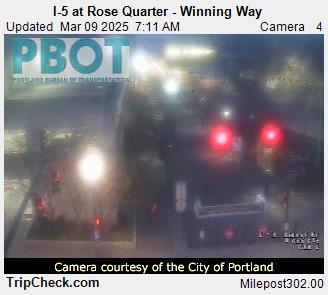 I-5 at Rose Quarter - Winning Way
Updated Mar 09 2025 7:11 AM Camera 4
PBOT
PORTLAND BUREAU OF TRANSPORTATION
Camera courtesy of the City of Portland
TripCheck.com Milepost302.00